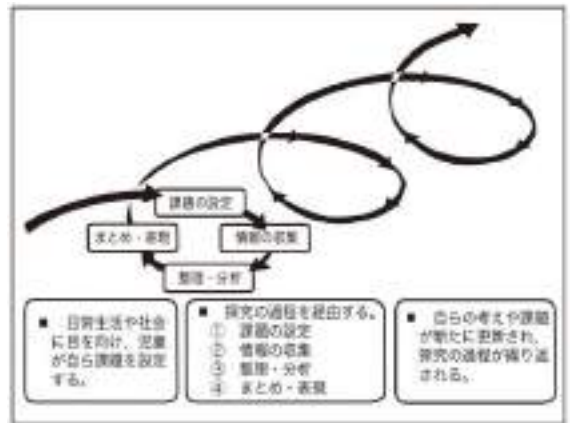 課題の設定
まとめ・表現
情報の収集
整理・分析
■ 日常生活や社会
に目を向け、児童
が自ら課題を設定
する。
■ 探究の過程を経由する。
① 課題の設定
② 情報の収集
③ 整理・分析
④ まとめ・表現
■ 自らの考えや課題
が新たに更新され、
探究の過程が繰り返
される。